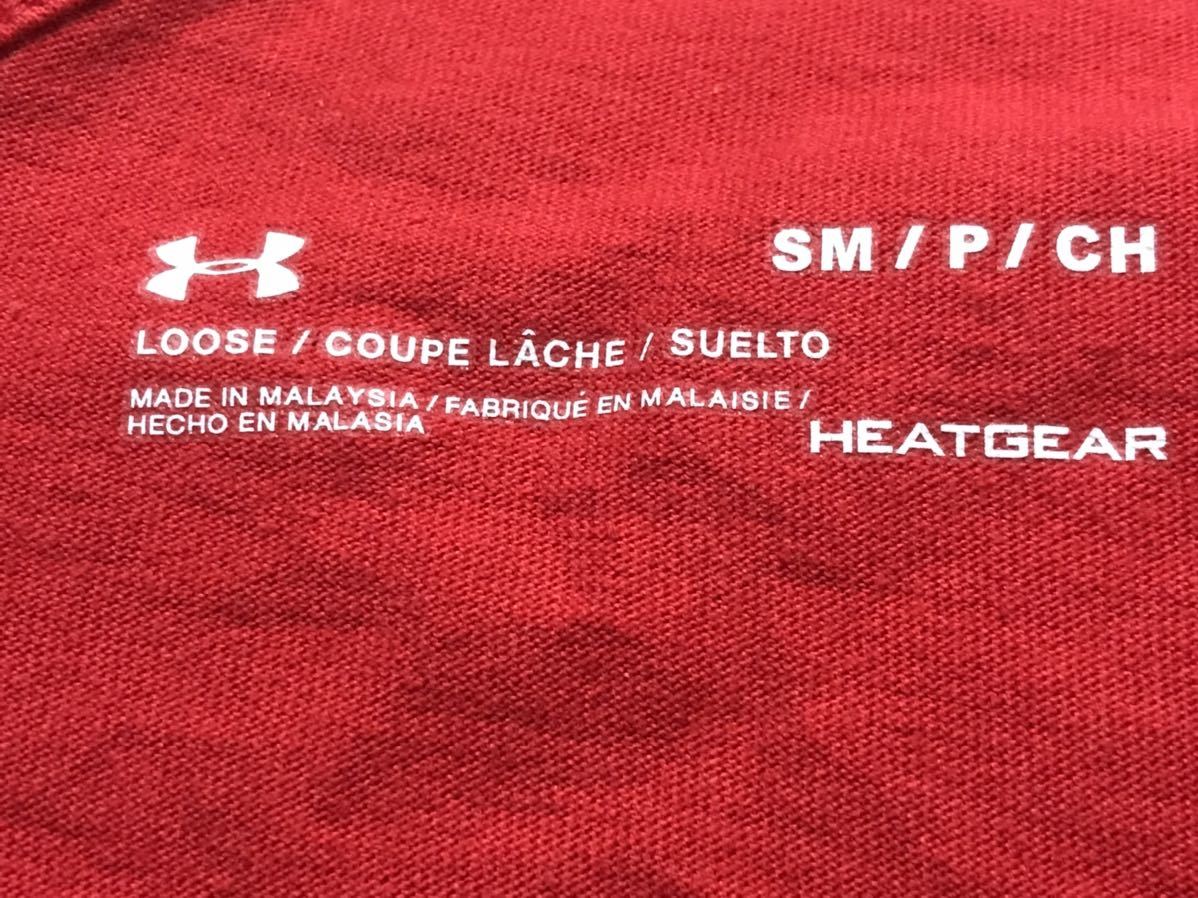 SM / P / CH
LOOSE / COUPE LÂCHE / SUELTO
MADE IN MALAYSIA / FABRIQUÉ EN MALAISIE /
HECHO EN MALASIA
HEATGEAR